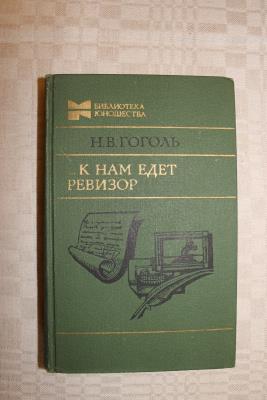 БИБЛИОТЕКА
ЮНОШЕСТВА
Н.В.ГОГОЛЬ
К НАМ ЕДЕТ
РЕВИЗОР